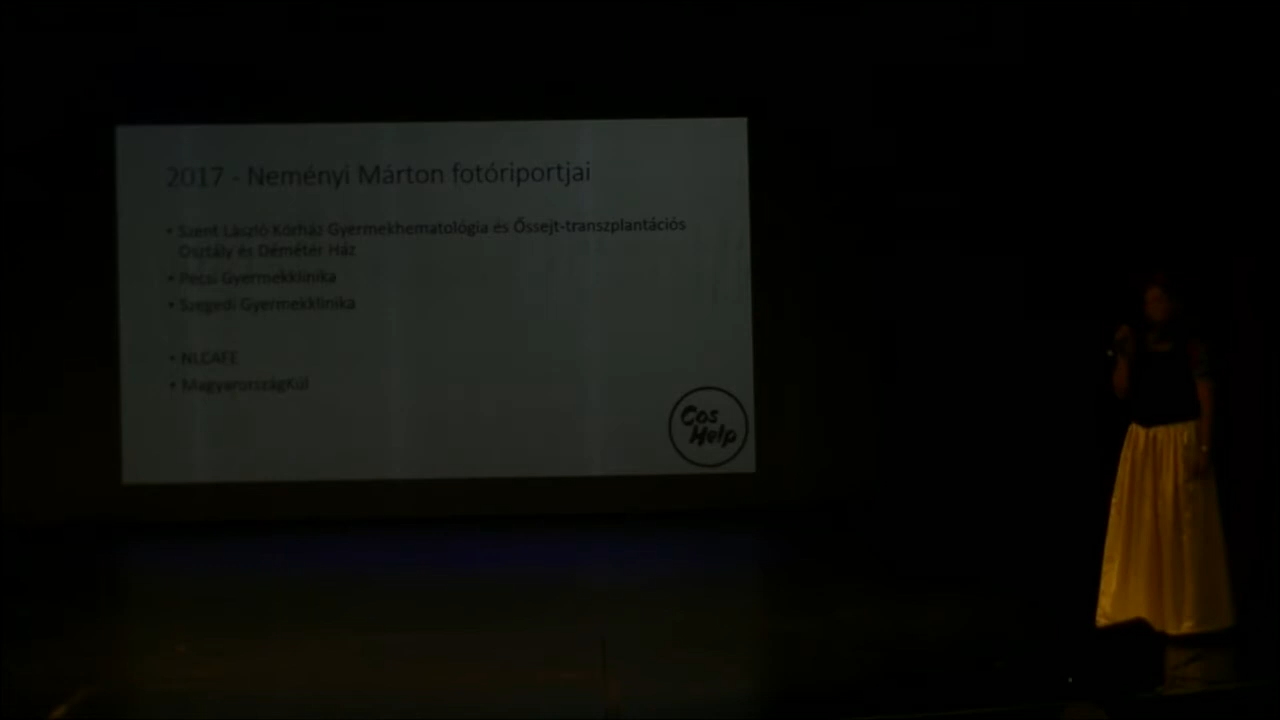 2017 - Neményi Márton fotóriportjai
• Szent László Kórház Gyermekhematológia és Őssejt-transzplantációs
Osztály és Démétér Ház
• Pécsi Gyermekklinika
• Szegedi Gyermekklinika
• NLCAFE
• MagyarországKül
Cos
Help